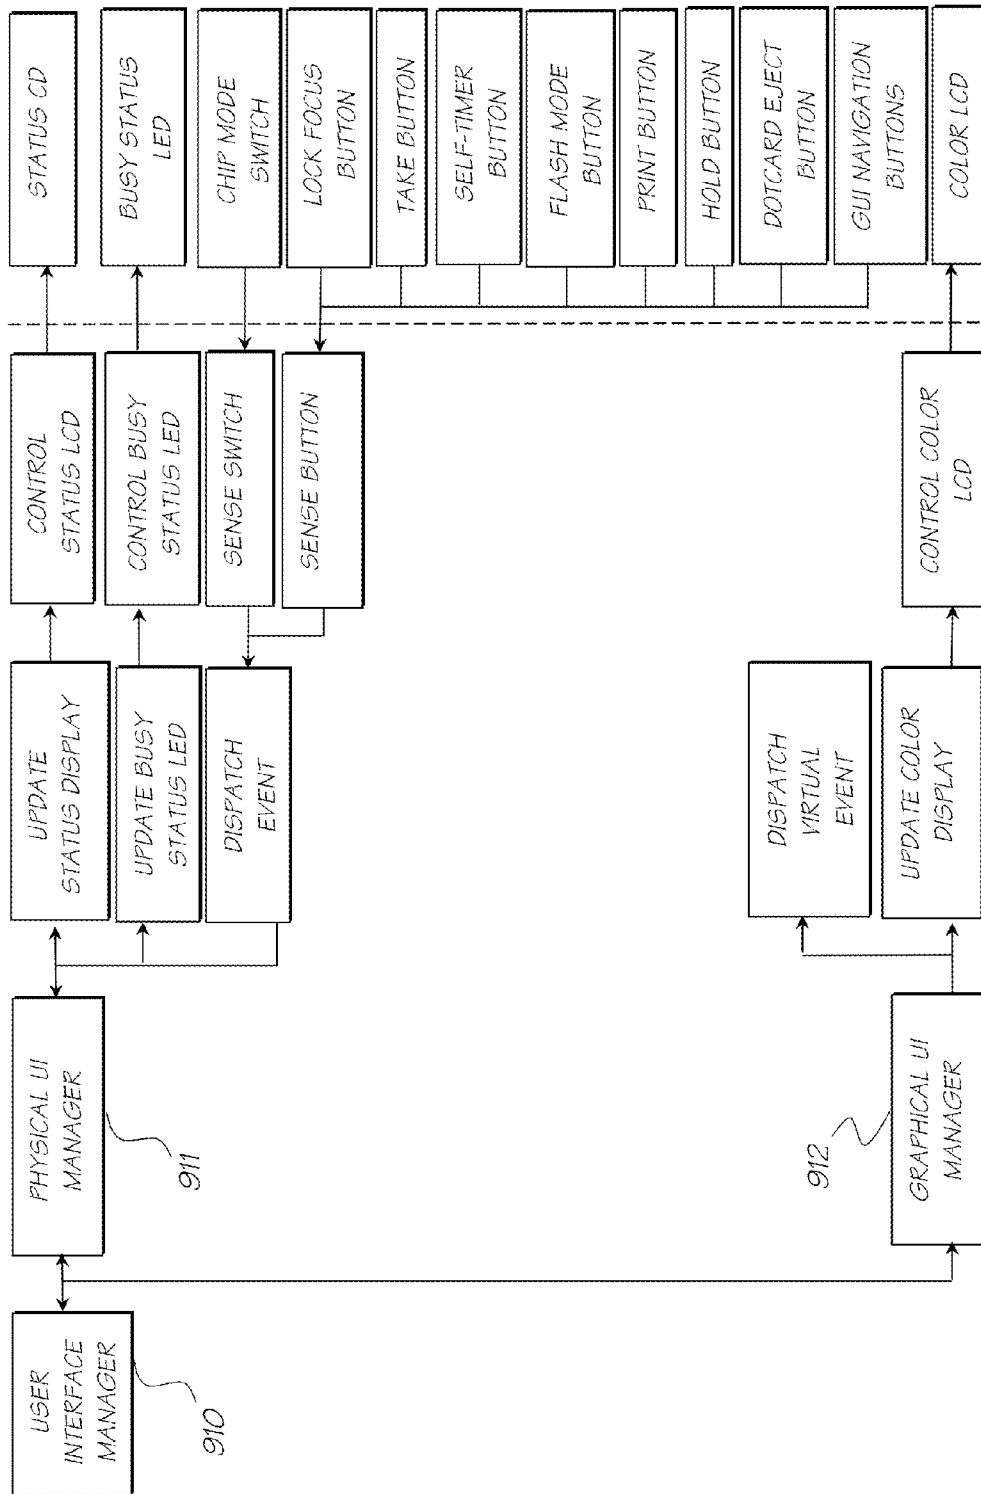 USER
INTERFACE
MANAGER
910
PHYSICAL UI
MANAGER
911
GRAPHICAL UI
MANAGER
912
UPDATE
STATUS DISPLAY
UPDATE BUSY
STATUS LED
DISPATCH
EVENT
DISPATCH
VIRTUAL
EVENT
UPDATE COLOR
DISPLAY
CONTROL
STATUS LCD
CONTROL BUSY
STATUS LED
SENSE SWITCH
SENSE BUTTON
CONTROL COLOR
LCD
STATUS CD
BUSY STATUS
LED
CHIP MODE
SWITCH
LOCK FOCUS
BUTTON
TAKE BUTTON
SELF-TIMER
BUTTON
FLASH MODE
BUTTON
PRINT BUTTON
HOLD BUTTON
DOTCARD EJECT
BUTTON
GUI NAVIGATION
BUTTONS
COLOR LCD